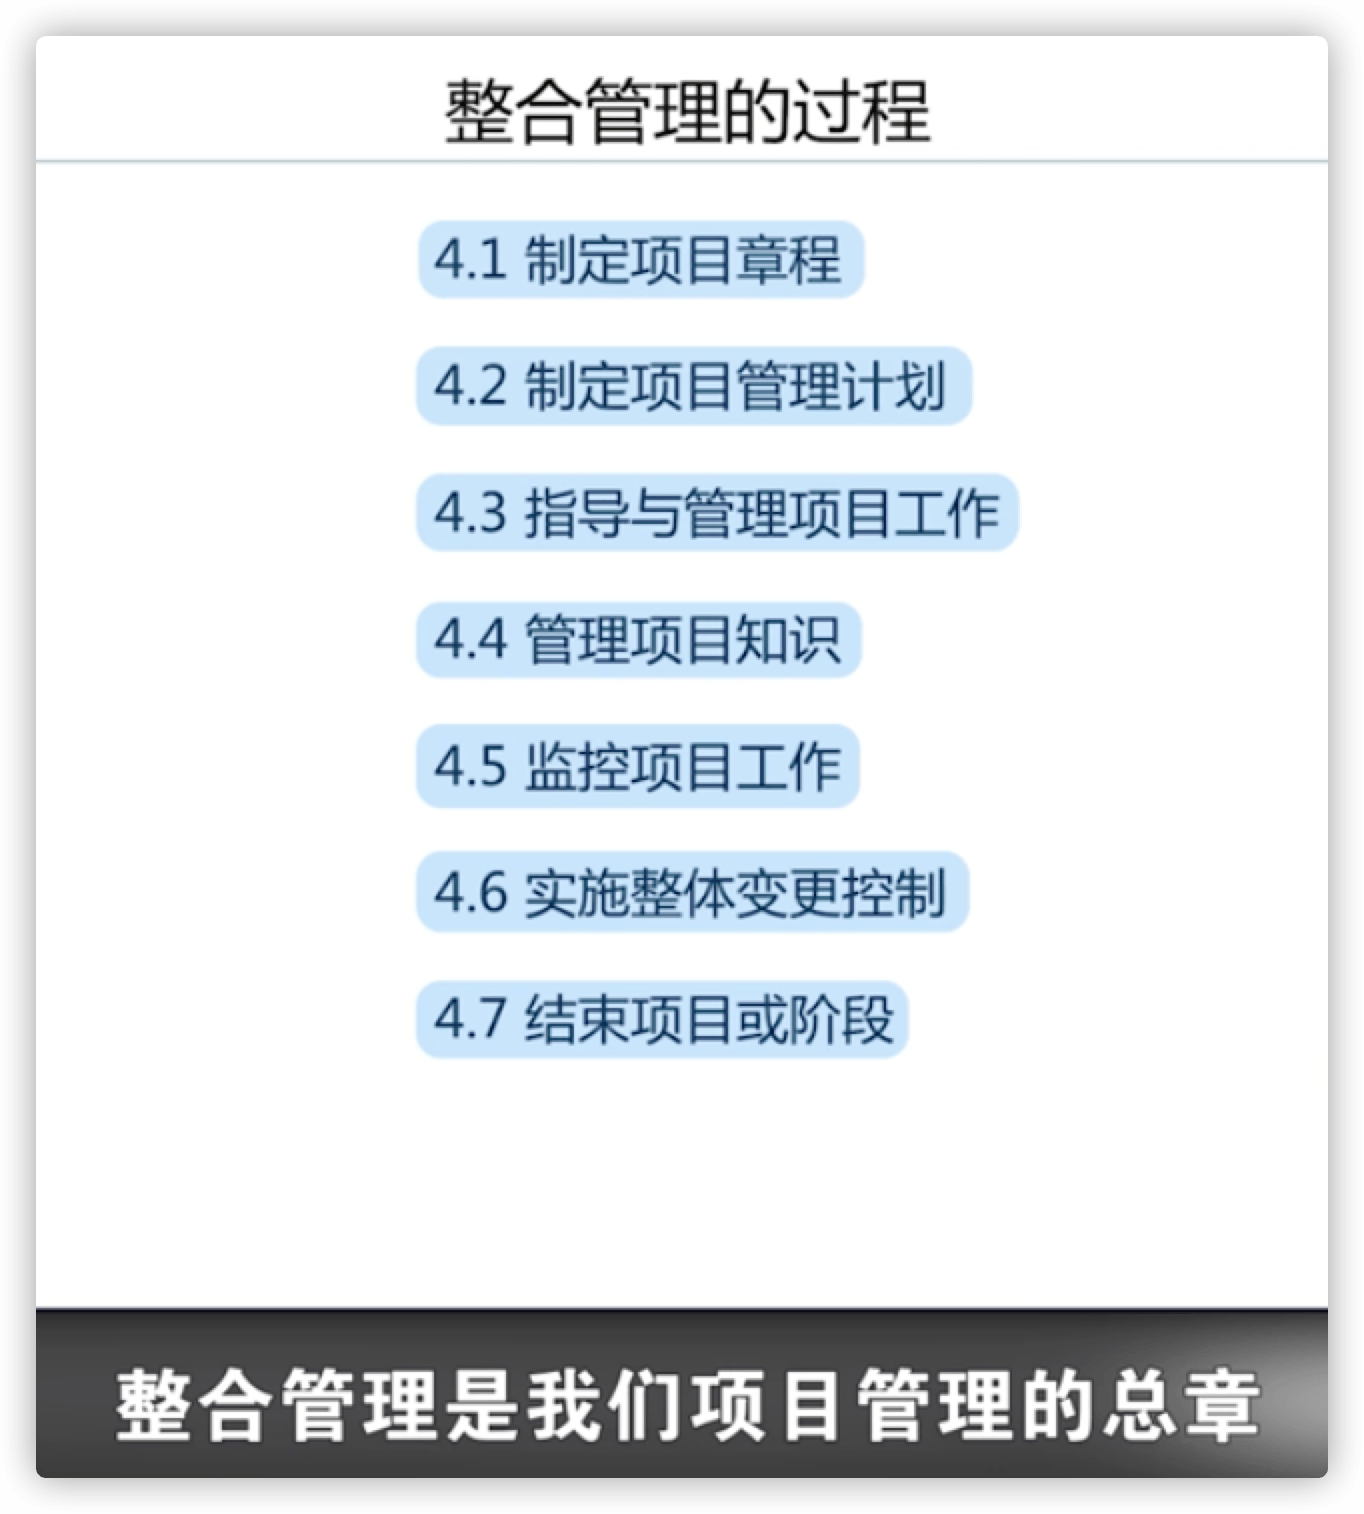 整合管理的过程
4.1 制定项目章程
4.2 制定项目管理计划
4.3 指导与管理项目工作
4.4 管理项目知识
4.5 监控项目工作
4.6 实施整体变更控制
4.7 结束项目或阶段
整合管理是我们项目管理的总章